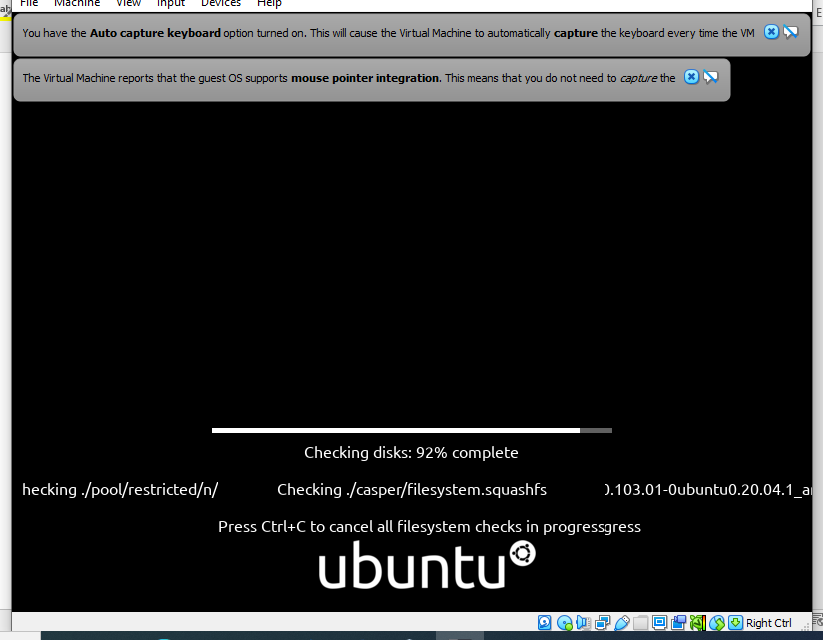 File Machine View Input Devices Help
You have the Auto capture keyboard option turned on. This will cause the Virtual Machine to automatically capture the keyboard every time the VM
The Virtual Machine reports that the guest OS supports mouse pointer integration. This means that you do not need to capture the
Checking disks: 92% complete
hecking ./pool/restricted/n/ Checking ./casper/filesystem.squashfs 0.103.01-0ubuntu0.20.04.1_a
Press Ctrl+C to cancel all filesystem checks in progressgress
ubuntu
Right Ctrl